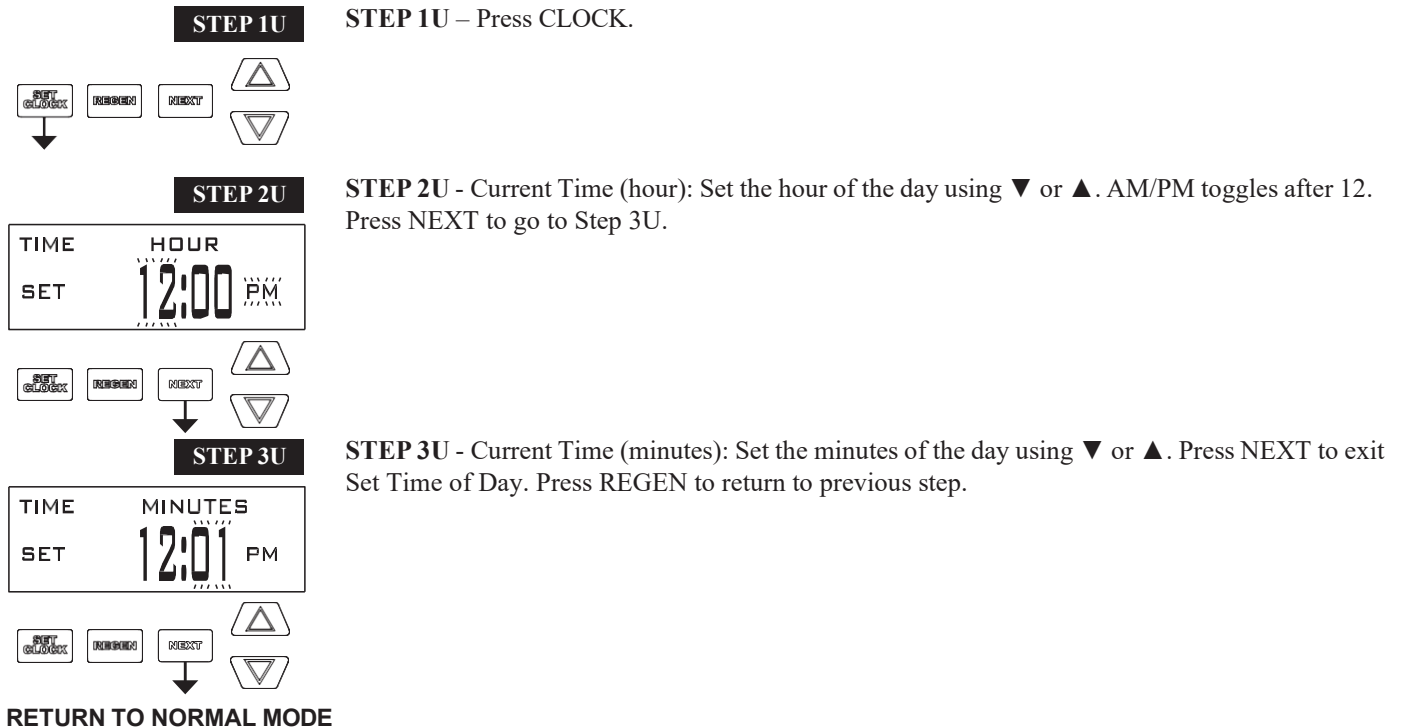 STEP 1U
STEP 1U – Press CLOCK.
SET
CLOCK
REGEN
NEXT
STEP 2U
STEP 2U - Current Time (hour): Set the hour of the day using ▼ or ▲. AM/PM toggles after 12.
Press NEXT to go to Step 3U.
TIME HOUR
SET 12:00 PM
SET
CLOCK
REGEN
NEXT
STEP 3U
STEP 3U - Current Time (minutes): Set the minutes of the day using ▼ or ▲. Press NEXT to exit
Set Time of Day. Press REGEN to return to previous step.
TIME MINUTES
SET 12:01 PM
SET
CLOCK
REGEN
NEXT
RETURN TO NORMAL MODE